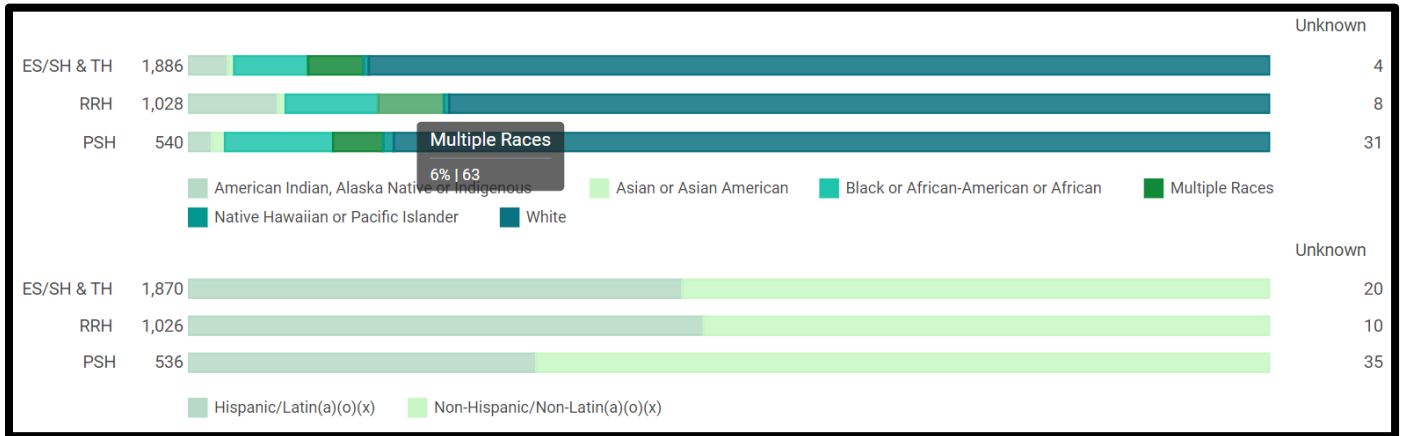 Unknown
ES/SH & TH 1,886 4
RRH 1,028 8
PSH 540 31
Multiple Races
6% | 63
American Indian, Alaska Native or Indigenous Asian or Asian American Black or African-American or African Multiple Races
Native Hawaiian or Pacific Islander White
Unknown
ES/SH & TH 1,870 20
RRH 1,026 10
PSH 536 35
Hispanic/Latin(a)(o)(x) Non-Hispanic/Non-Latin(a)(o)(x)